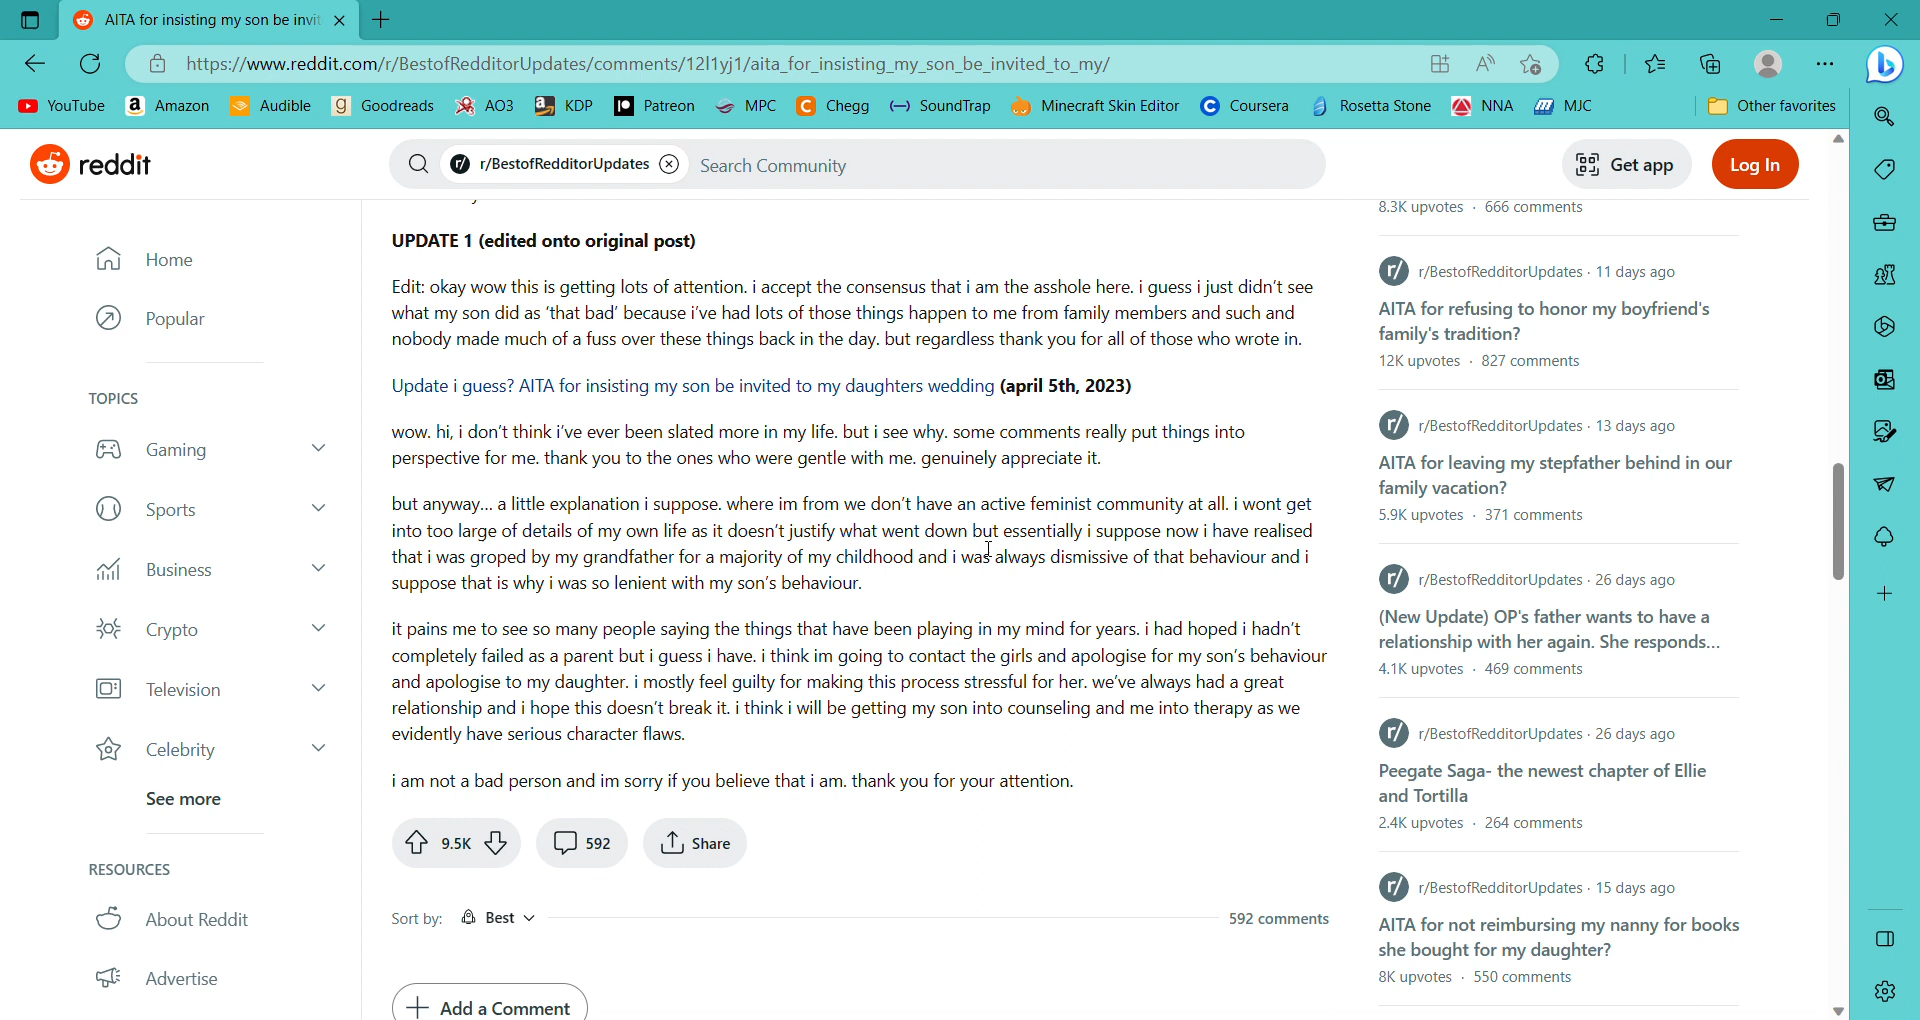 AITA for insisting my son be invit
https://www.reddit.com/r/BestofRedditorUpdates/comments/12l1yj1/aita_for_insisting_my_son_be_invited_to_my/
YouTube Amazon Audible Goodreads AO3 KDP Patreon MPC Chegg SoundTrap Minecraft Skin Editor Coursera Rosetta Stone NNA MJC Other favorites
reddit r/BestofRedditorUpdates Search Community Get app Log In
Home
Popular
TOPICS
Gaming
Sports
Business
Crypto
Television
Celebrity
See more
RESOURCES
About Reddit
Advertise
UPDATE 1 (edited onto original post)
Edit: okay wow this is getting lots of attention. i accept the consensus that i am the asshole here. i guess i just didn't see
what my son did as 'that bad' because i've had lots of those things happen to me from family members and such and
nobody made much of a fuss over these things back in the day. but regardless thank you for all of those who wrote in.
Update i guess? AITA for insisting my son be invited to my daughters wedding (april 5th, 2023)
wow. hi, i don't think i've ever been slated more in my life. but i see why. some comments really put things into
perspective for me. thank you to the ones who were gentle with me. genuinely appreciate it.
but anyway... a little explanation i suppose. where im from we don't have an active feminist community at all. i wont get
into too large of details of my own life as it doesn't justify what went down but essentially i suppose now i have realised
that i was groped by my grandfather for a majority of my childhood and i was always dismissive of that behaviour and i
suppose that is why i was so lenient with my son's behaviour.
it pains me to see so many people saying the things that have been playing in my mind for years. i had hoped i hadn't
completely failed as a parent but i guess i have. i think im going to contact the girls and apologise for my son's behaviour
and apologise to my daughter. i mostly feel guilty for making this process stressful for her. we've always had a great
relationship and i hope this doesn't break it. i think i will be getting my son into counseling and me into therapy as we
evidently have serious character flaws.
i am not a bad person and im sorry if you believe that i am. thank you for your attention.
9.5K 592 Share
Sort by: Best 592 comments
Add a Comment
8.3K upvotes · 666 comments
r/BestofRedditorUpdates · 11 days ago
AITA for refusing to honor my boyfriend's
family's tradition?
12K upvotes · 827 comments
r/BestofRedditorUpdates · 13 days ago
AITA for leaving my stepfather behind in our
family vacation?
5.9K upvotes · 371 comments
r/BestofRedditorUpdates · 26 days ago
(New Update) OP's father wants to have a
relationship with her again. She responds...
4.1K upvotes · 469 comments
r/BestofRedditorUpdates · 26 days ago
Peegate Saga- the newest chapter of Ellie
and Tortilla
2.4K upvotes · 264 comments
r/BestofRedditorUpdates · 15 days ago
AITA for not reimbursing my nanny for books
she bought for my daughter?
8K upvotes · 550 comments